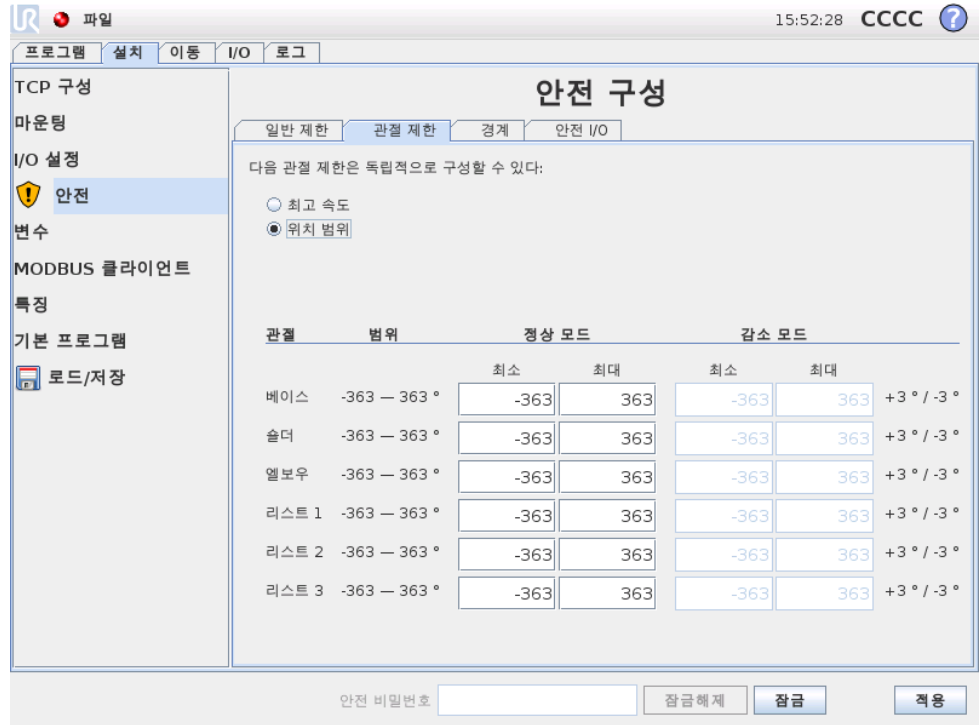 UR 파일 15:52:28 CCCC ?
프로그램 설치 이동 I/O 로그
TCP 구성
마운팅
I/O 설정
안전
변수
MODBUS 클라이언트
특징
기본 프로그램
로드/저장
안전 구성
일반 제한 관절 제한 경계 안전 I/O
다음 관절 제한은 독립적으로 구성할 수 있다:
최고 속도
위치 범위
관절 범위 정상 모드 감소 모드
최소 최대 최소 최대
베이스 -363 — 363 ° -363 363 -363 363 +3 ° / -3 °
숄더 -363 — 363 ° -363 363 -363 363 +3 ° / -3 °
엘보우 -363 — 363 ° -363 363 -363 363 +3 ° / -3 °
리스트 1 -363 — 363 ° -363 363 -363 363 +3 ° / -3 °
리스트 2 -363 — 363 ° -363 363 -363 363 +3 ° / -3 °
리스트 3 -363 — 363 ° -363 363 -363 363 +3 ° / -3 °
안전 비밀번호 잠금해제 잠금 적용